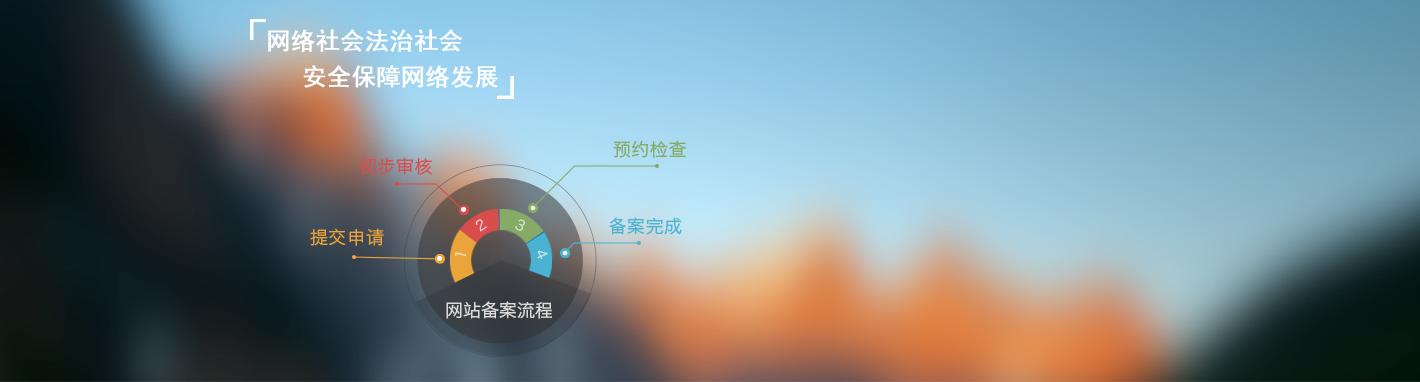 「网络社会法治社会
安全保障网络发展」
预约检查
初步审核
备案完成
提交申请
1
2
3
4
网站备案流程